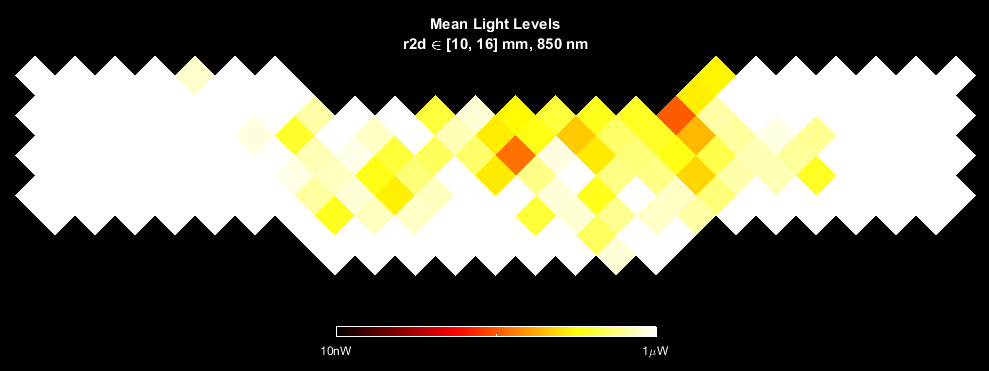 Mean Light Levels
r2d ∈ [10, 16] mm, 850 nm
10nW
1μW